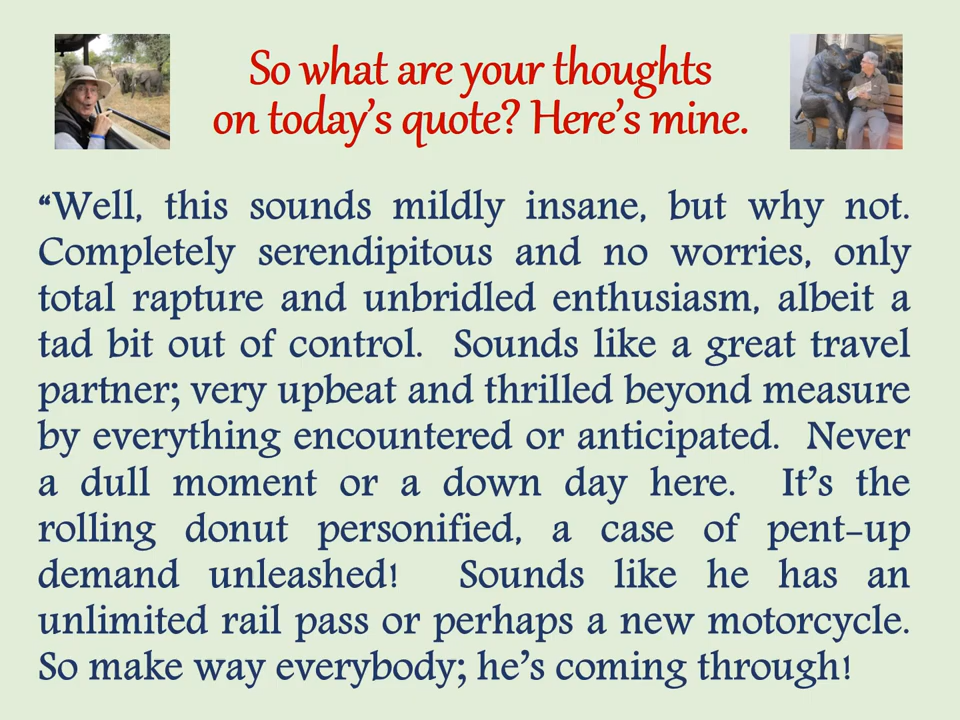 So what are your thoughts
on today's quote? Here's mine.
“Well, this sounds mildly insane, but why not.
Completely serendipitous and no worries, only
total rapture and unbridled enthusiasm, albeit a
tad bit out of control. Sounds like a great travel
partner; very upbeat and thrilled beyond measure
by everything encountered or anticipated. Never
a dull moment or a down day here. It’s the
rolling donut personified, a case of pent-up
demand unleashed! Sounds like he has an
unlimited rail pass or perhaps a new motorcycle.
So make way everybody; he’s coming through!